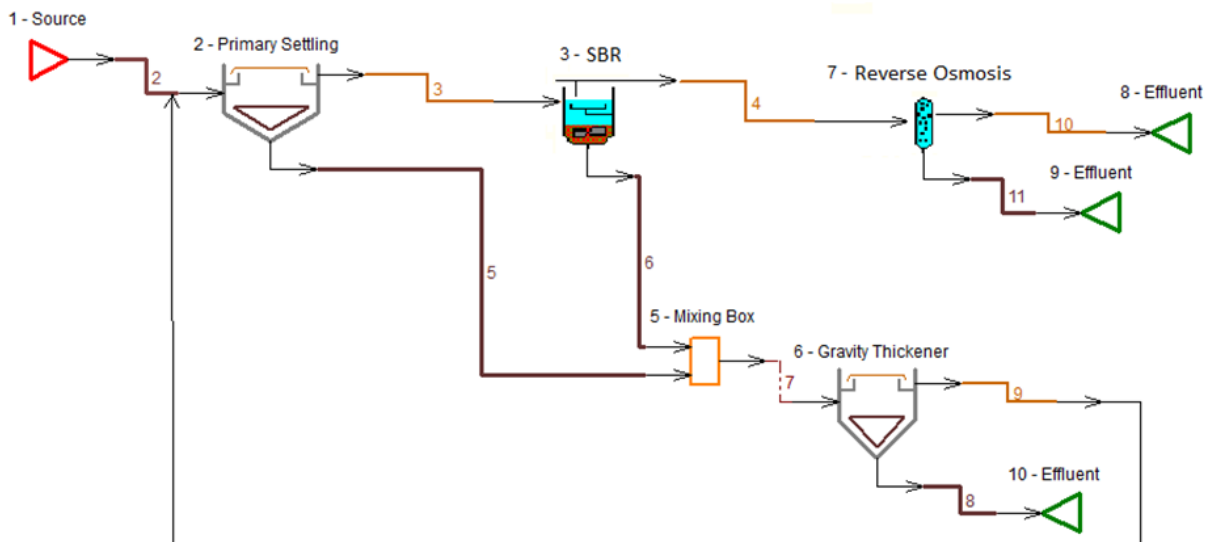 1 - Source
2 - Primary Settling
3 - SBR
7 - Reverse Osmosis
8 - Effluent
2
3
4
10
9 - Effluent
11
5
6
5 - Mixing Box
6 - Gravity Thickener
7
9
10 - Effluent
8